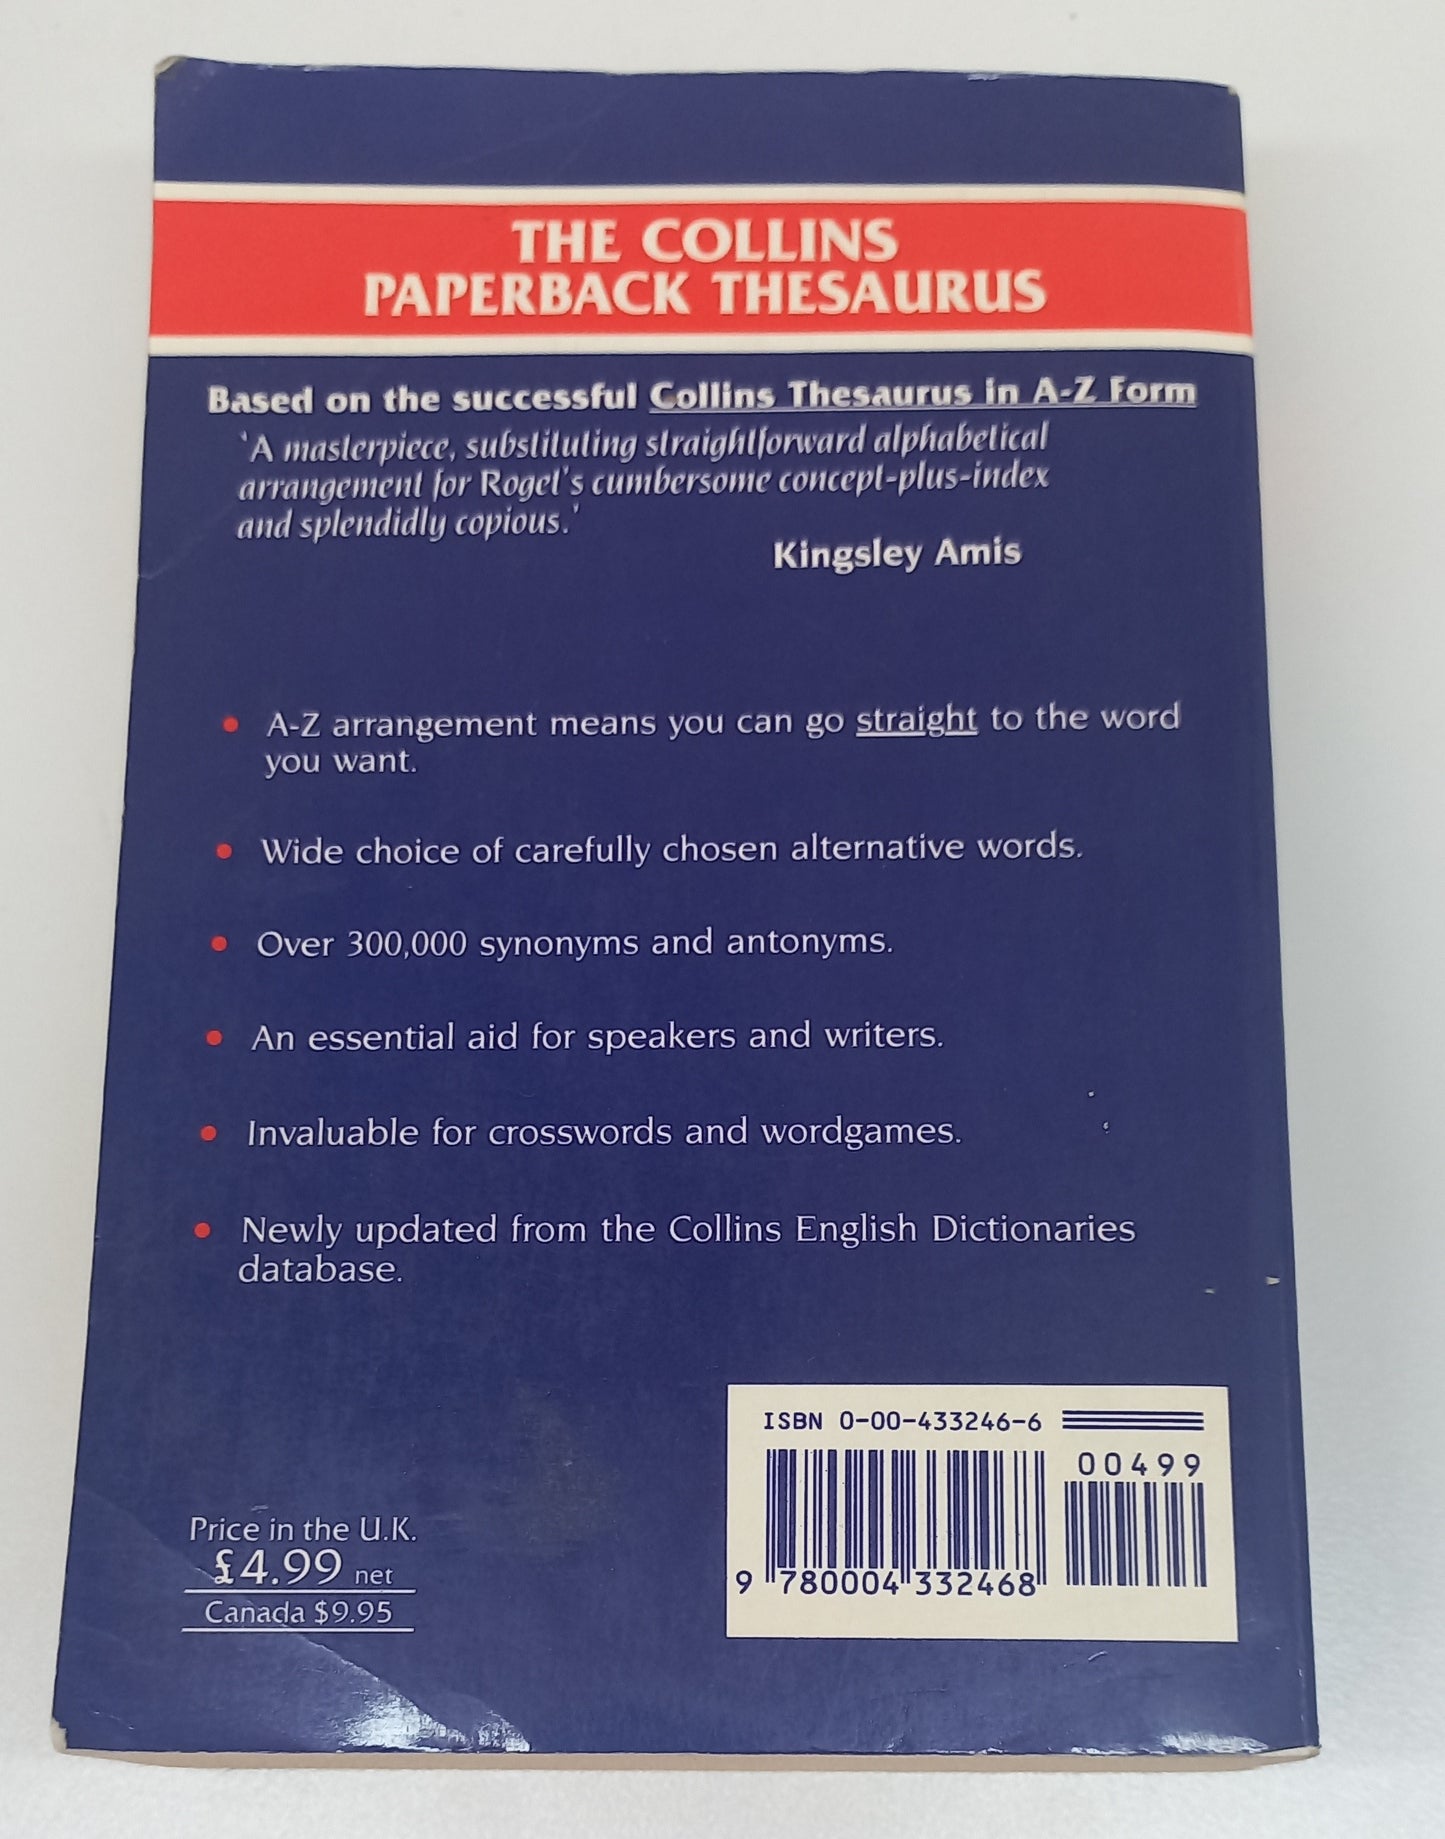 THE COLLINS
PAPERBACK THESAURUS
Based on the successful Collins Thesaurus in A-Z Form
'A masterpiece, substituting straightforward alphabetical
arrangement for Roget's cumbersome concept-plus-index
and splendidly copious.'
Kingsley Amis
• A-Z arrangement means you can go straight to the word
you want.
• Wide choice of carefully chosen alternative words.
• Over 300,000 synonyms and antonyms.
• An essential aid for speakers and writers.
• Invaluable for crosswords and wordgames.
• Newly updated from the Collins English Dictionaries
database.
ISBN 0-00-433246-6
00499
9 780004 332468
Price in the U.K.
£4.99 net
Canada $9.95